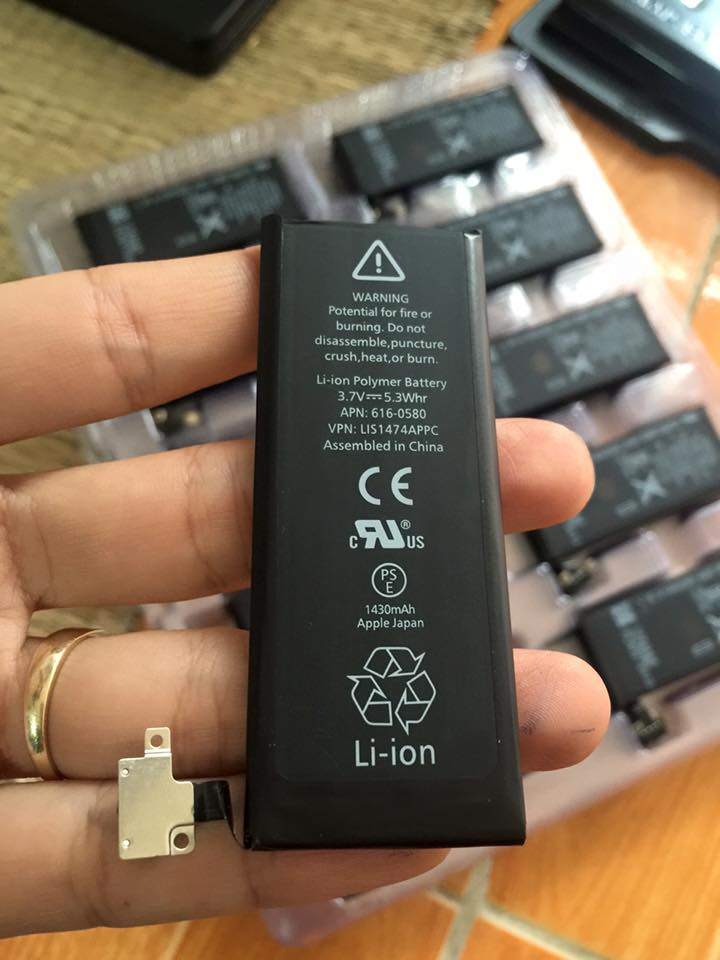 WARNING
Potential for fire or
burning. Do not
disassemble,puncture,
crush,heat,or burn.
Li-ion Polymer Battery
3.7V⎓5.3Whr
APN: 616-0580
VPN: LIS1474APPC
Assembled in China
CE
c RU ® US
PS
E
1430mAh
Apple Japan
Li-ion